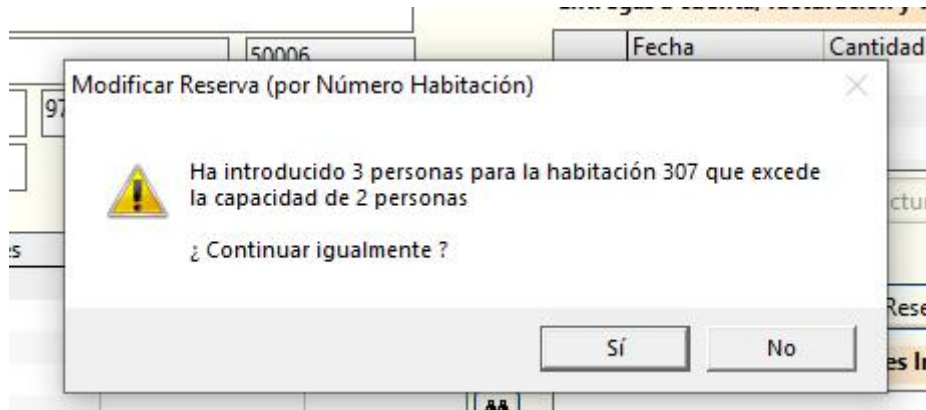 50006
Fecha Cantidad
Modificar Reserva (por Número Habitación)
97
Ha introducido 3 personas para la habitación 307 que excede
la capacidad de 2 personas
¿ Continuar igualmente ?
Sí No